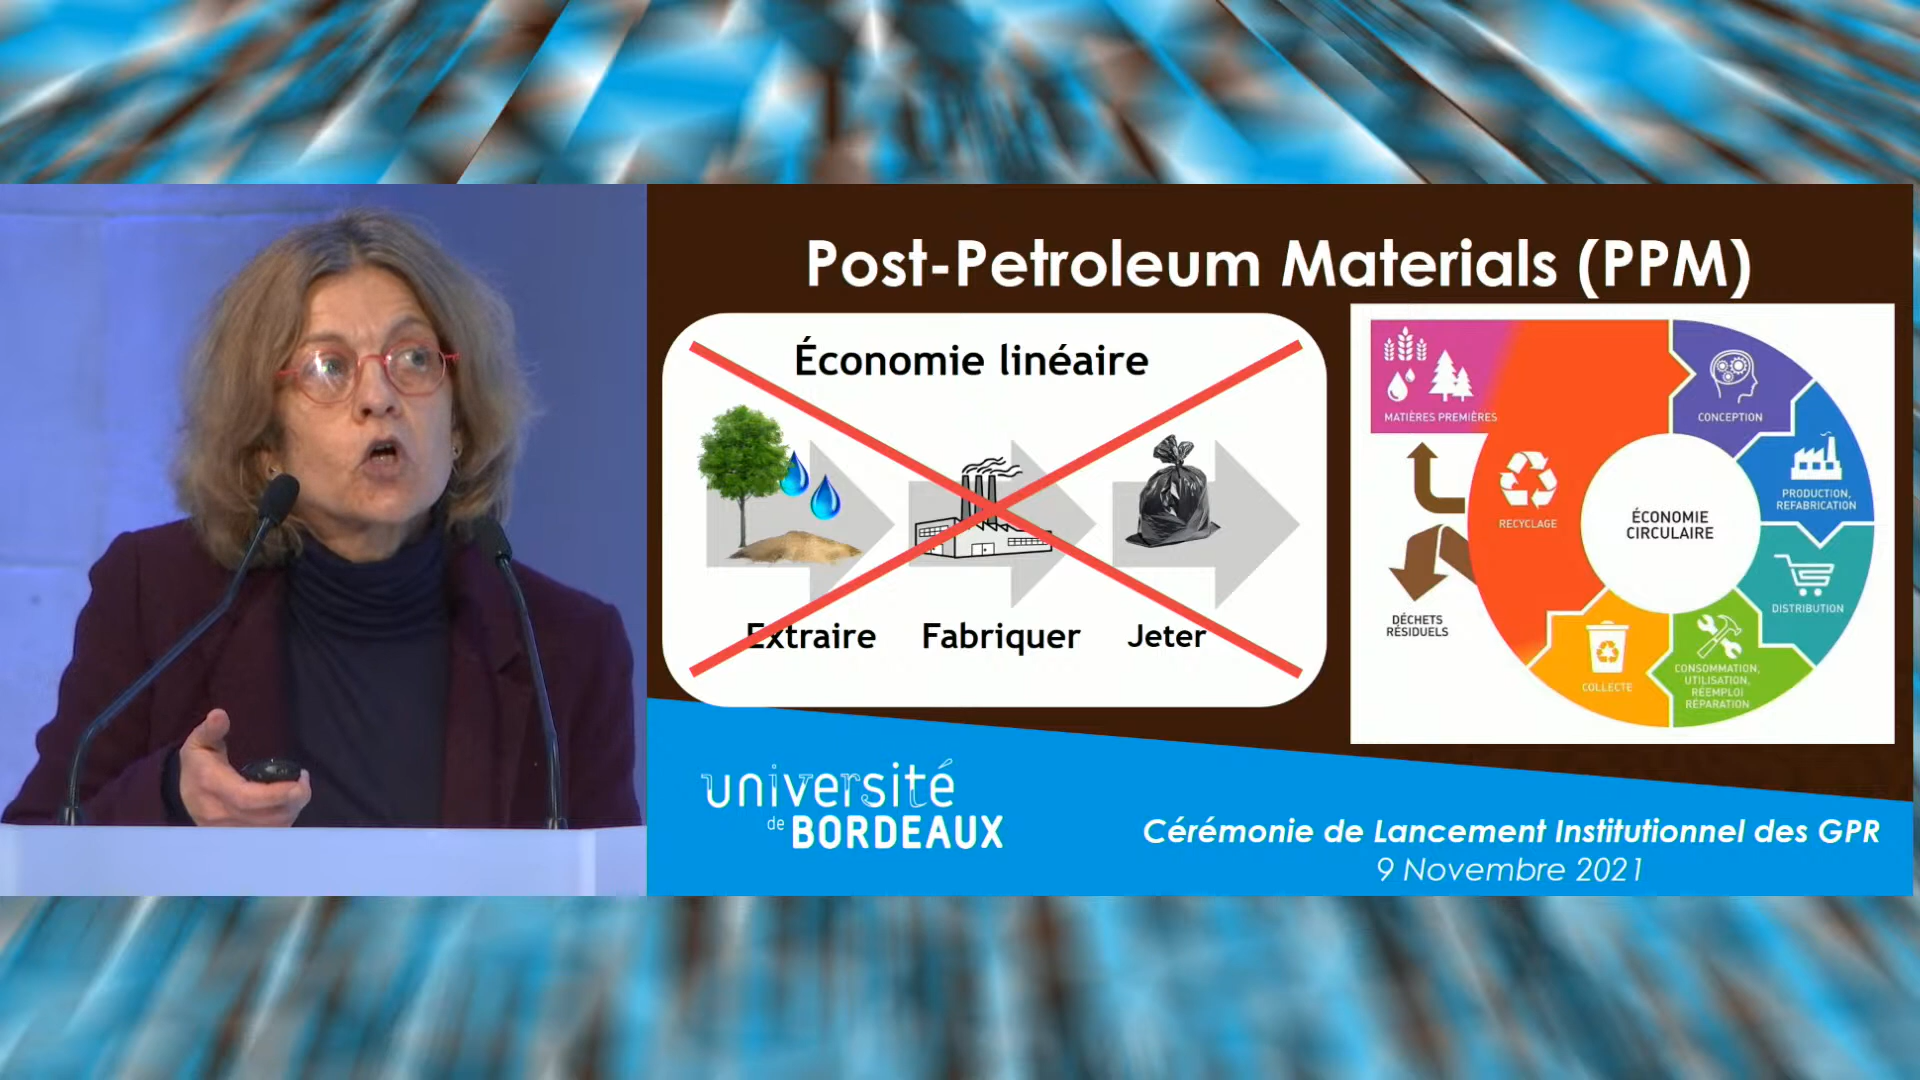 Post-Petroleum Materials (PPM)
Économie linéaire
Extraire
Fabriquer
Jeter
MATIÈRES PREMIÈRES
CONCEPTION
PRODUCTION,
REFABRICATION
RECYCLAGE
ÉCONOMIE
CIRCULAIRE
DISTRIBUTION
DÉCHETS
RÉSIDUELS
COLLECTE
CONSOMMATION,
UTILISATION,
RÉEMPLOI
RÉPARATION
université
de BORDEAUX
Cérémonie de Lancement Institutionnel des GPR
9 Novembre 2021